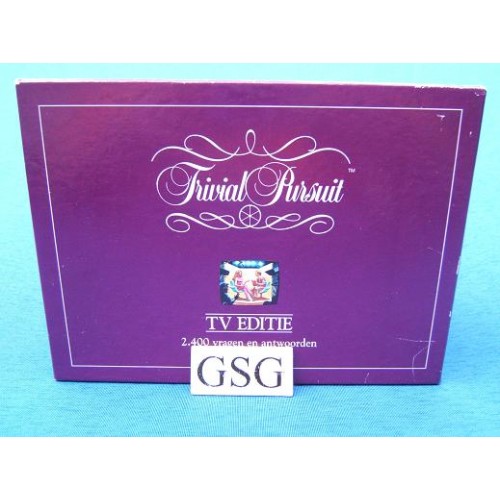 Trivial Pursuit™
TV EDITIE
2.400 vragen en antwoorden
GSG